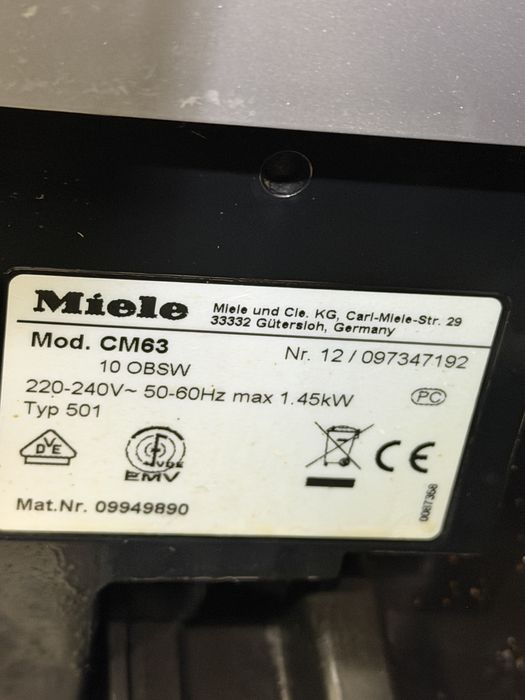 Miele
Miele und Cie. KG, Carl-Miele-Str. 29
33332 Gütersloh, Germany
Mod. CM63
Nr. 12 / 097347192
10 OBSW
220-240V~ 50-60Hz max 1.45kW
PC
Typ 501
DVE
VDE
EMV
CE
Mat.Nr. 09949890
0087358